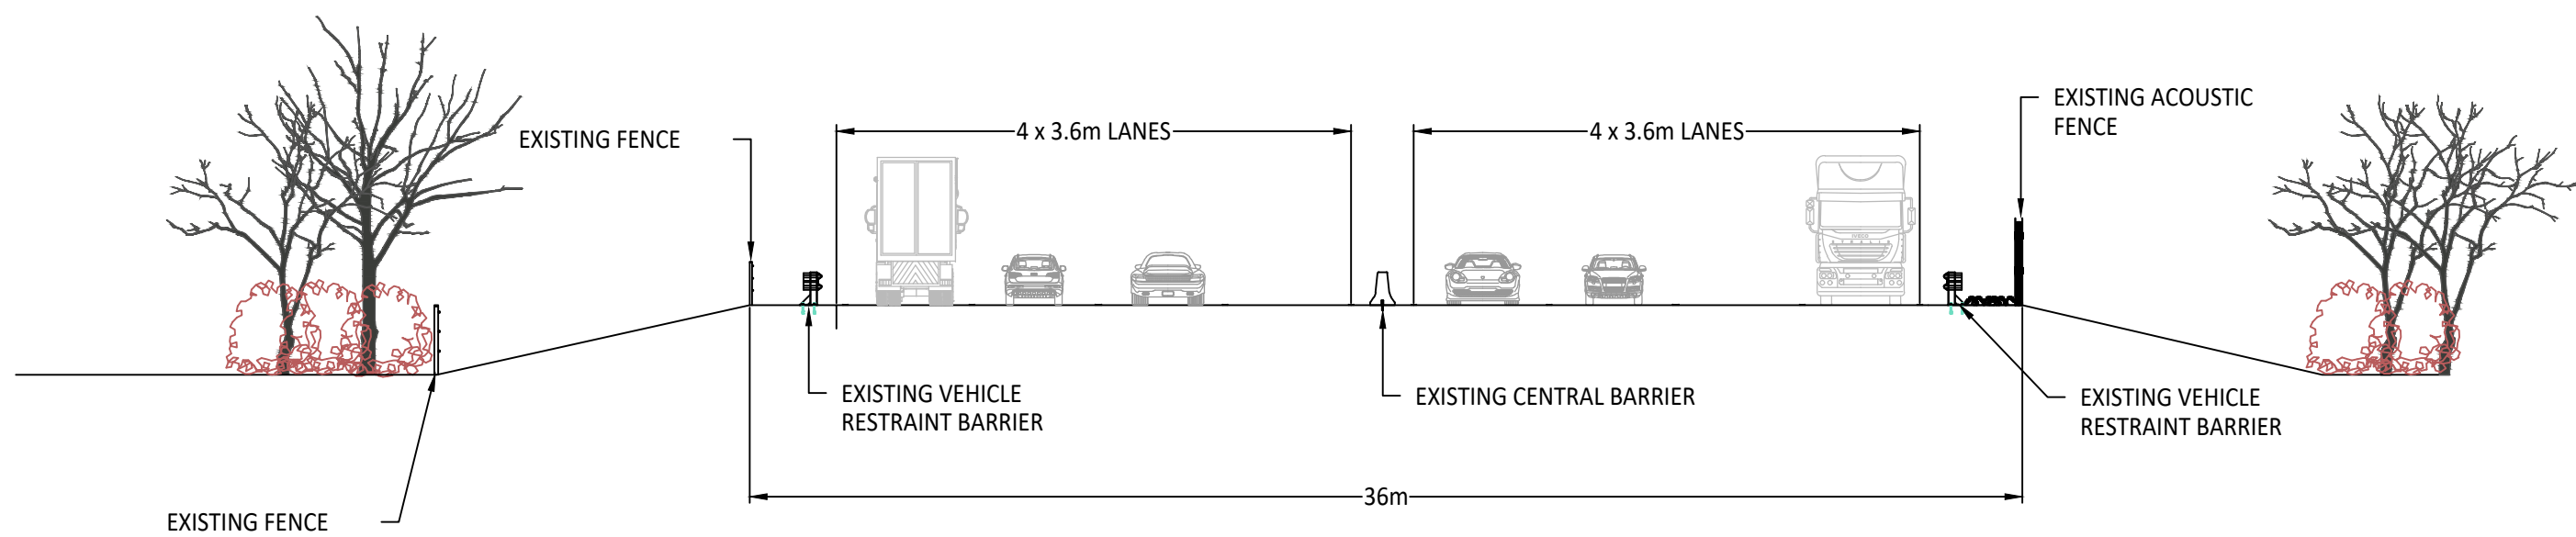 EXISTING FENCE
4 x 3.6m LANES
4 x 3.6m LANES
EXISTING ACOUSTIC
FENCE
IVECO
EXISTING VEHICLE
RESTRAINT BARRIER
EXISTING CENTRAL BARRIER
EXISTING VEHICLE
RESTRAINT BARRIER
36m
EXISTING FENCE